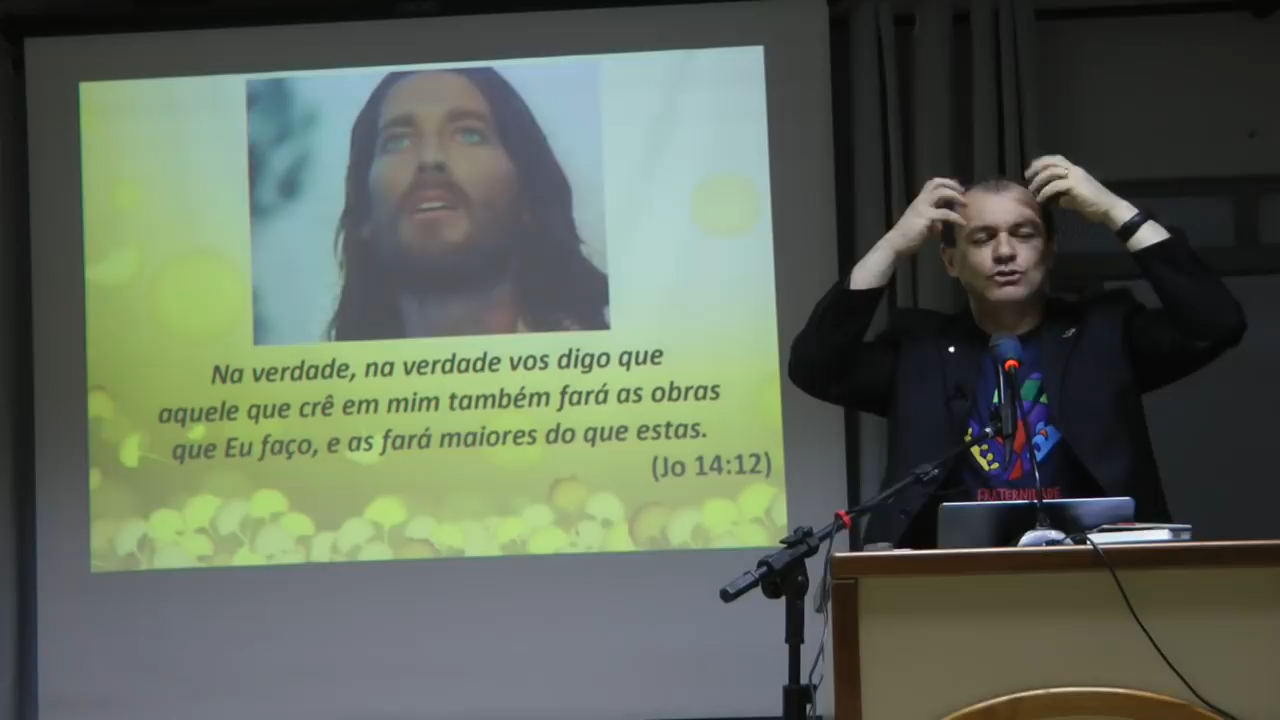 Na verdade, na verdade vos digo que
aquele que crê em mim também fará as obras
que Eu faço, e as fará maiores do que estas.
(Jo 14:12)
FRATERNIDADE